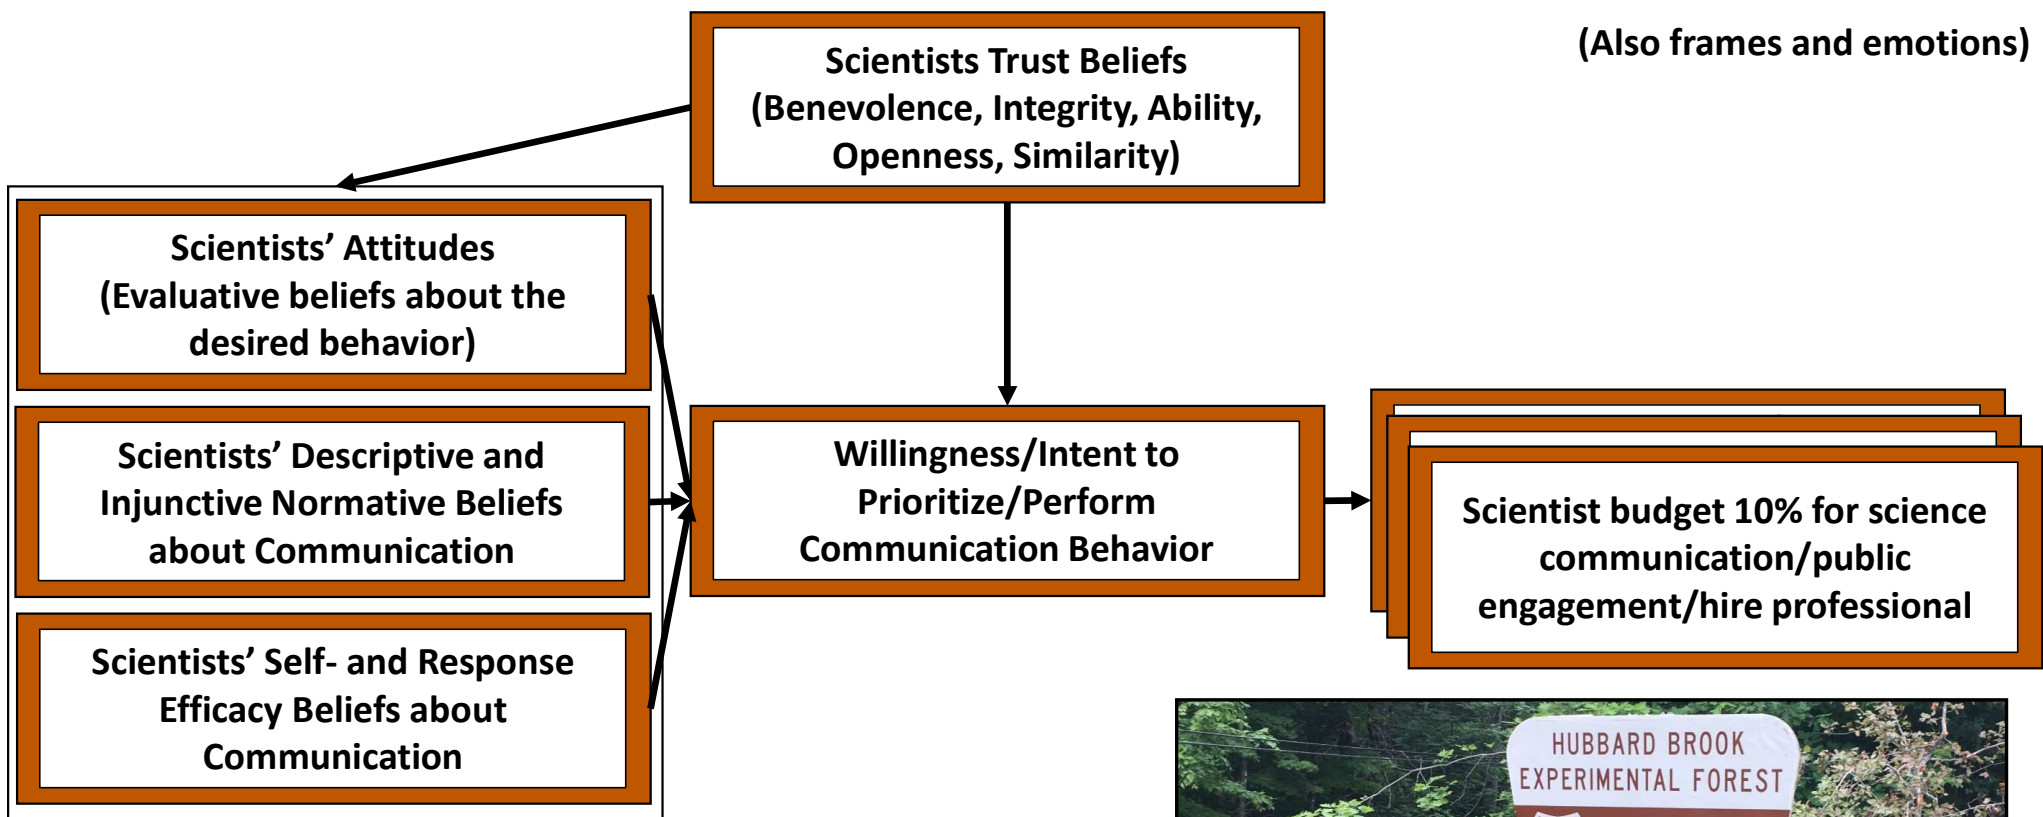 (Also frames and emotions)
Scientists Trust Beliefs
(Benevolence, Integrity, Ability,
Openness, Similarity)
Scientists’ Attitudes
(Evaluative beliefs about the
desired behavior)
Scientists’ Descriptive and
Injunctive Normative Beliefs
about Communication
Scientists’ Self- and Response
Efficacy Beliefs about
Communication
Willingness/Intent to
Prioritize/Perform
Communication Behavior
Scientist budget 10% for science
communication/public
engagement/hire professional
HUBBARD BROOK
EXPERIMENTAL FOREST